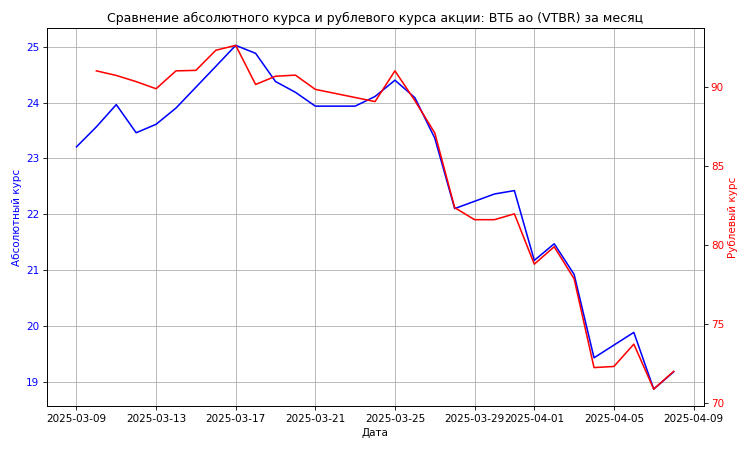 Сравнение абсолютного курса и рублевого курса акции: ВТБ ао (VTBR) за месяц
Абсолютный курс
25
24
23
22
21
20
19
90
85
80
75
70
Рублевый курс
2025-03-09 2025-03-13 2025-03-17 2025-03-21 2025-03-25 2025-03-29 2025-04-01 2025-04-05 2025-04-09
Дата